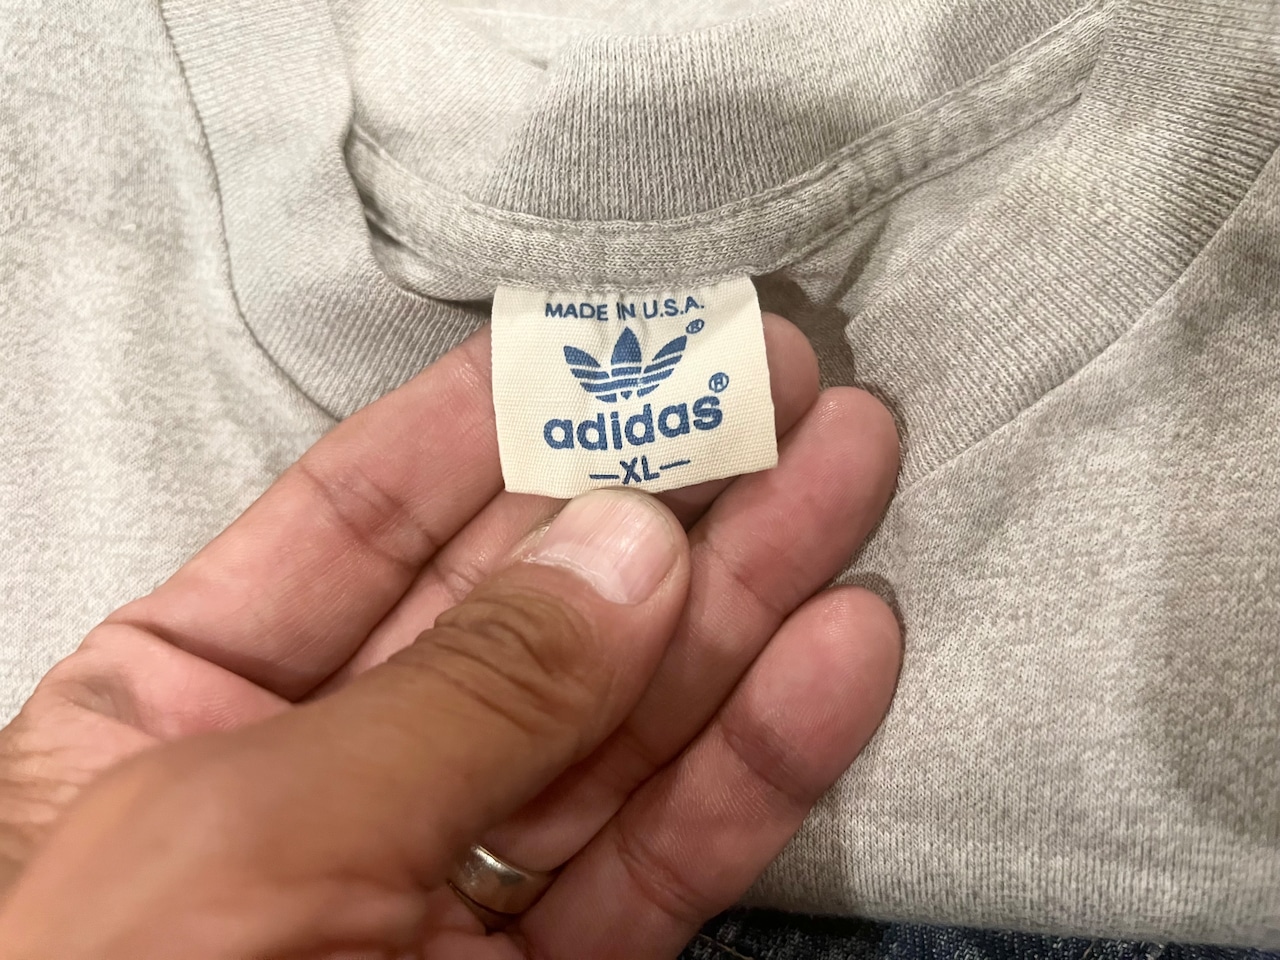 MADE IN U.S.A.
®
adidas®
—XL—